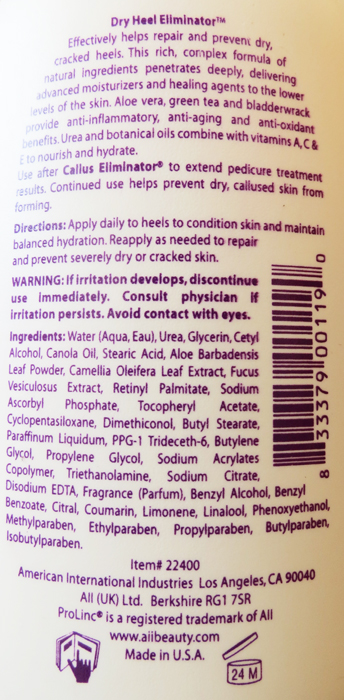 Dry Heel Eliminator™
Effectively helps repair and prevent dry,
cracked heels. This rich, complex formula of
natural ingredients penetrates deeply, delivering
advanced moisturizers and healing agents to the lower
levels of the skin. Aloe vera, green tea and bladderwrack
provide anti-inflammatory, anti-aging and anti-oxidant
benefits. Urea and botanical oils combine with vitamins A, C &
E to nourish and hydrate.
Use after Callus Eliminator® to extend pedicure treatment
results. Continued use helps prevent dry, callused skin from
forming.
Directions: Apply daily to heels to condition skin and maintain
balanced hydration. Reapply as needed to repair
and prevent severely dry or cracked skin.
WARNING: If irritation develops, discontinue
use immediately. Consult physician if
irritation persists. Avoid contact with eyes.
Ingredients: Water (Aqua, Eau), Urea, Glycerin, Cetyl
Alcohol, Canola Oil, Stearic Acid, Aloe Barbadensis
Leaf Powder, Camellia Oleifera Leaf Extract, Fucus
Vesiculosus Extract, Retinyl Palmitate, Sodium
Ascorbyl Phosphate, Tocopheryl Acetate,
Cyclopentasiloxane, Dimethiconol, Butyl Stearate,
Paraffinum Liquidum, PPG-1 Trideceth-6, Butylene
Glycol, Propylene Glycol, Sodium Acrylates
Copolymer, Triethanolamine, Sodium Citrate,
Disodium EDTA, Fragrance (Parfum), Benzyl Alcohol, Benzyl
Benzoate, Citral, Coumarin, Limonene, Linalool, Phenoxyethanol,
Methylparaben, Ethylparaben, Propylparaben, Butylparaben,
Isobutylparaben.
8 33379 00119 0
Item# 22400
American International Industries Los Angeles, CA 90040
AII (UK) Ltd. Berkshire RG1 7SR
ProLinc® is a registered trademark of AII
www.aiibeauty.com
Made in U.S.A.
24 M